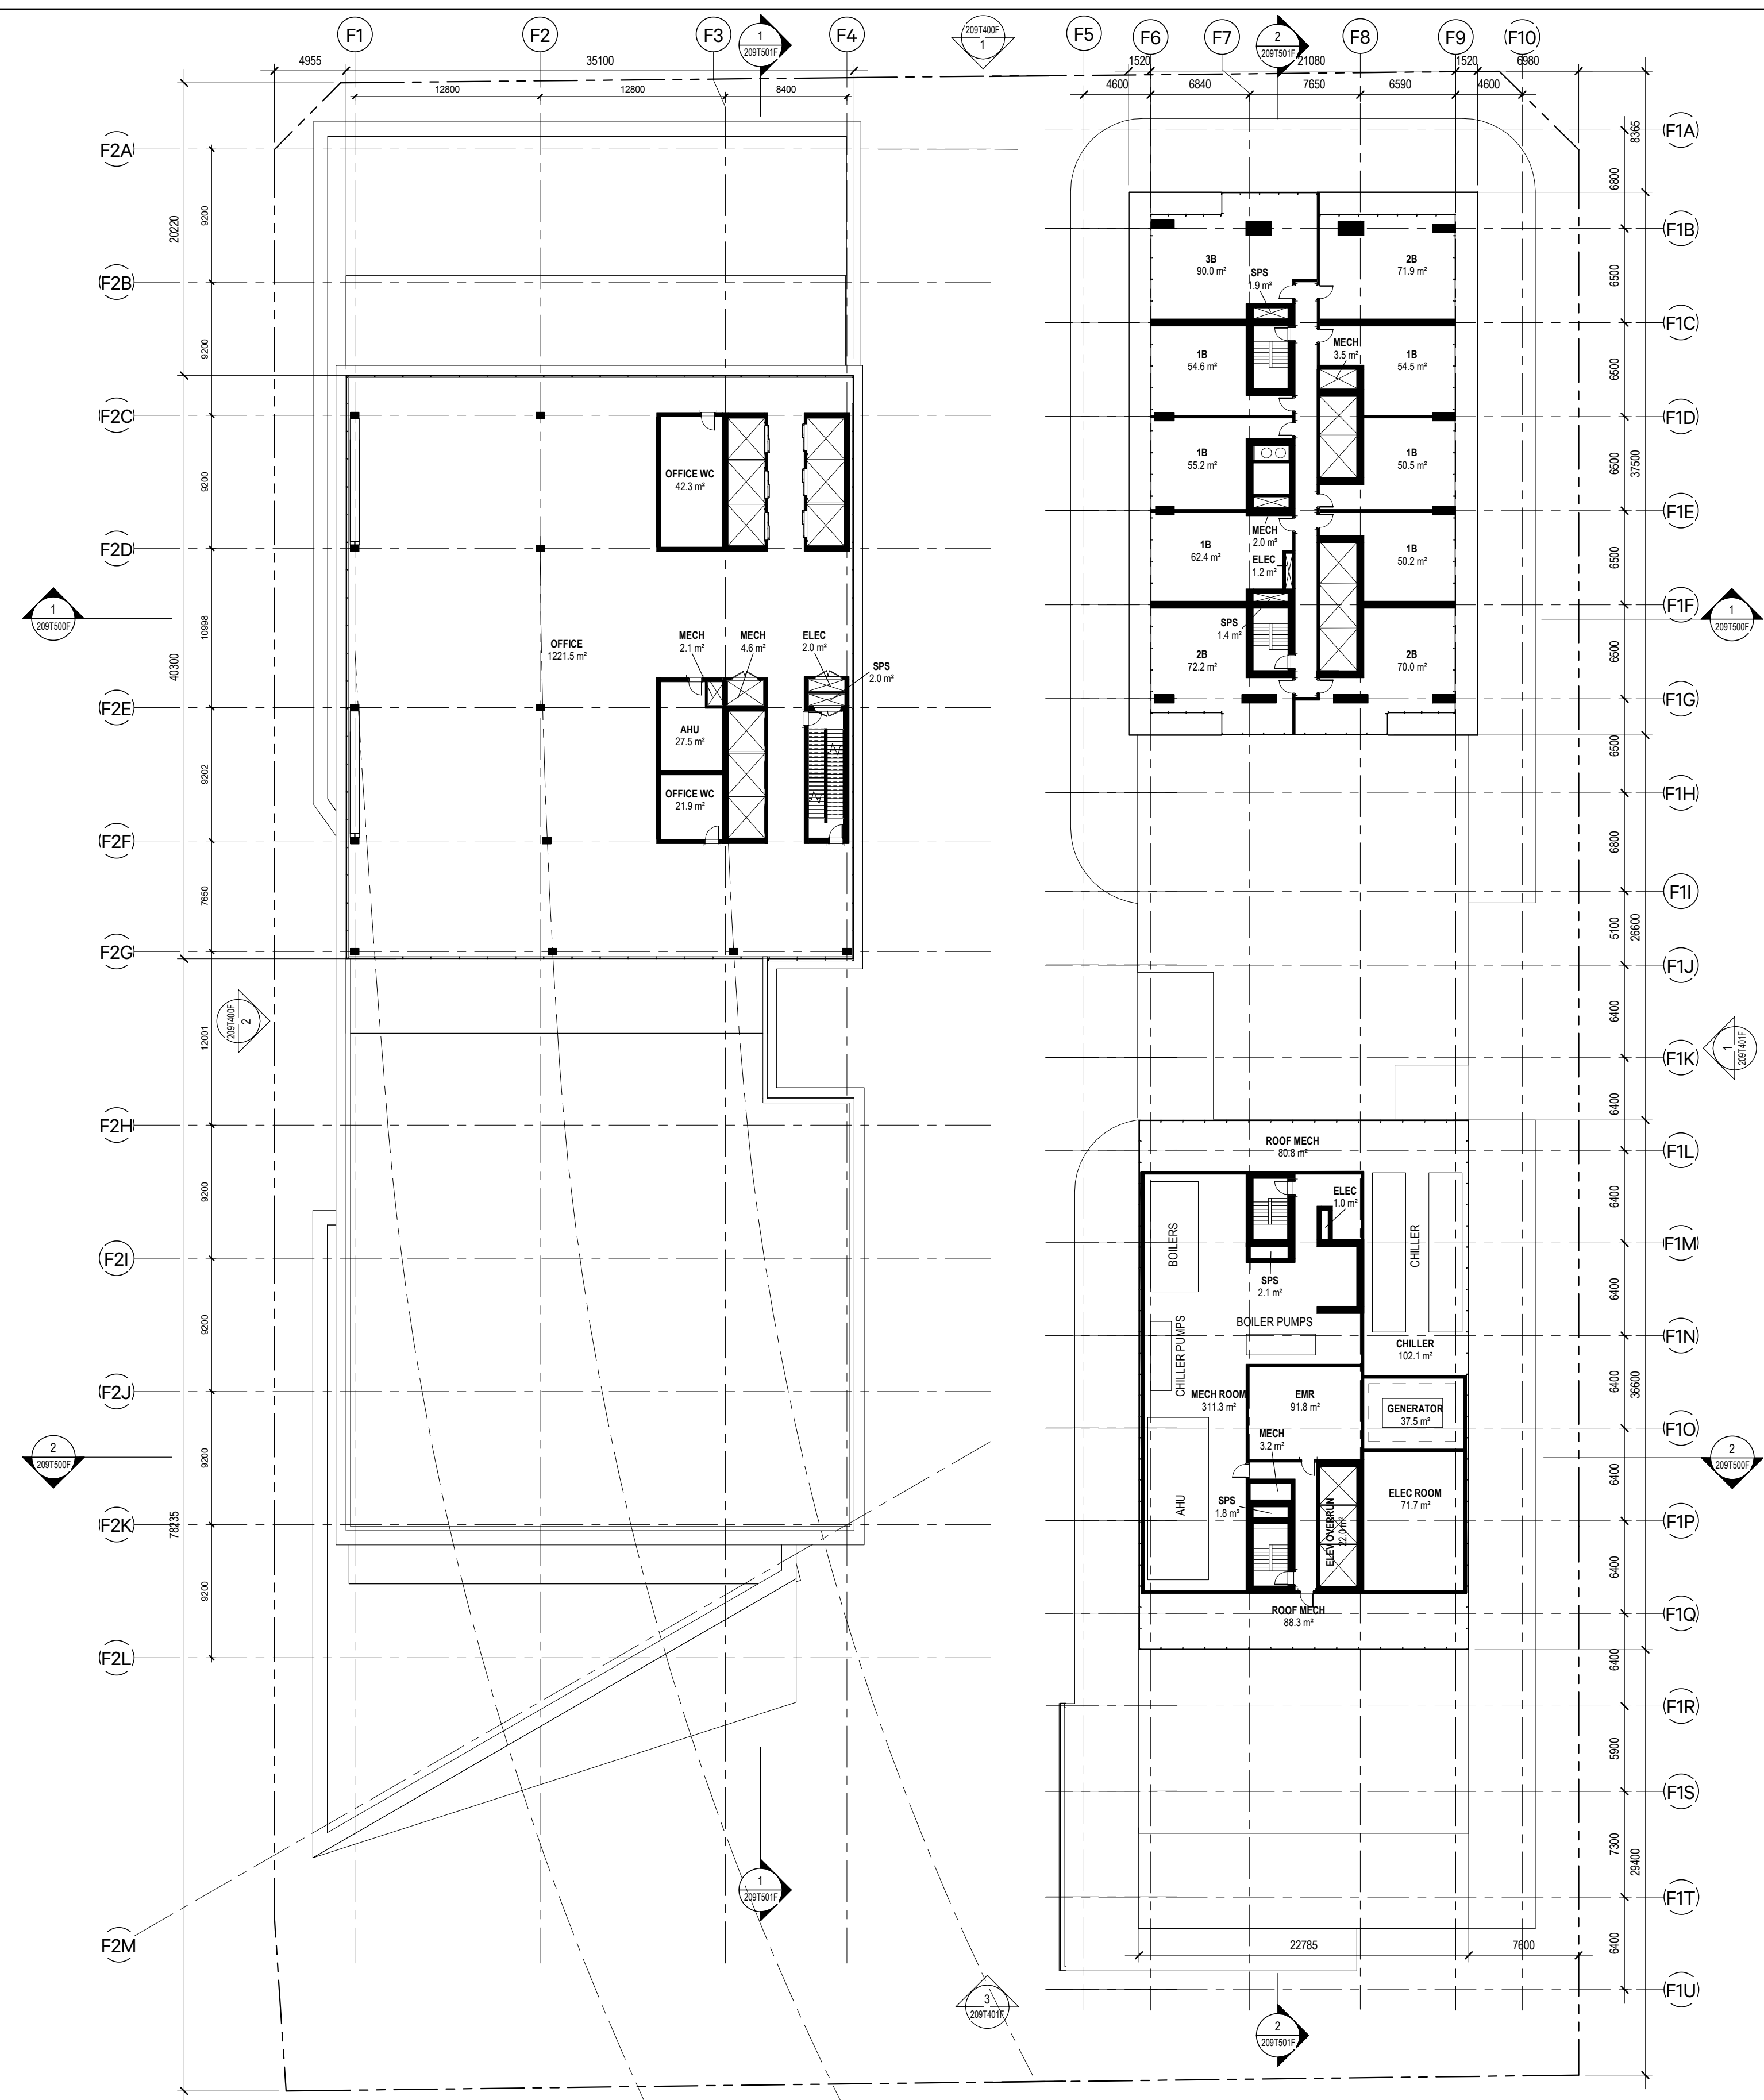 F1
F2
F3
1
209T501F
F4
209T400F
1
F5
F6
F7
2
209T501F
F8
F9
F10
4955
35100
1520
21080
1520
6980
12800
12800
8400
4600
6840
7650
6590
4600
F2A
F2B
F2C
F2D
F2E
F2F
F2G
F2H
F2I
F2J
F2K
F2L
F2M
20220
40300
78235
9200
9200
9200
10998
9202
7650
12001
9200
9200
9200
9200
1
209T500F
2
209T400F
2
209T500F
OFFICE WC
42.3 m²
OFFICE
1221.5 m²
MECH
2.1 m²
MECH
4.6 m²
ELEC
2.0 m²
SPS
2.0 m²
AHU
27.5 m²
OFFICE WC
21.9 m²
1
209T501F
3
209T401F
3B
90.0 m²
SPS
1.9 m²
2B
71.9 m²
1B
54.6 m²
MECH
3.5 m²
1B
54.5 m²
1B
55.2 m²
1B
50.5 m²
MECH
2.0 m²
1B
62.4 m²
ELEC
1.2 m²
1B
50.2 m²
SPS
1.4 m²
2B
72.2 m²
2B
70.0 m²
ROOF MECH
80.8 m²
BOILERS
ELEC
1.0 m²
CHILLER
SPS
2.1 m²
BOILER PUMPS
CHILLER PUMPS
CHILLER
102.1 m²
MECH ROOM
311.3 m²
EMR
91.8 m²
GENERATOR
37.5 m²
MECH
3.2 m²
AHU
SPS
1.8 m²
ELEV OVERRUN
22.0 m²
ELEC ROOM
71.7 m²
ROOF MECH
88.3 m²
22785
7600
2
209T501F
8365
37500
26600
36600
29400
6800
6500
6500
6500
6500
6500
6500
6800
5100
6400
6400
6400
6400
6400
6400
6400
6400
5900
7300
6400
F1A
F1B
F1C
F1D
F1E
F1F
F1G
F1H
F1I
F1J
F1K
F1L
F1M
F1N
F1O
F1P
F1Q
F1R
F1S
F1T
F1U
1
209T500F
1
209T401F
2
209T500F